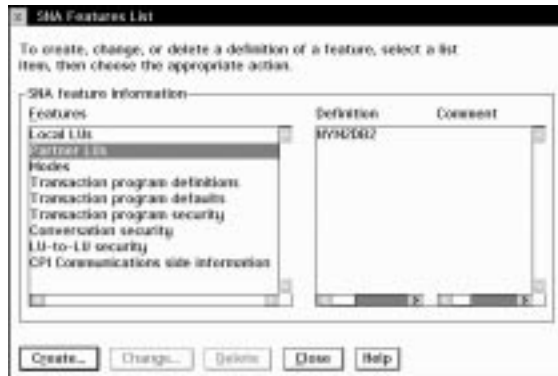 SNA Features List
To create, change, or delete a definition of a feature, select a list
item, then choose the appropriate action.
SNA feature information
Features
Definition
Comment
Local LUs
NYM2DB2
Partner LUs
Modes
Transaction program definitions
Transaction program defaults
Transaction program security
Conversation security
LU-to-LU security
CPI Communications side information
Create...
Change...
Delete
Close
Help